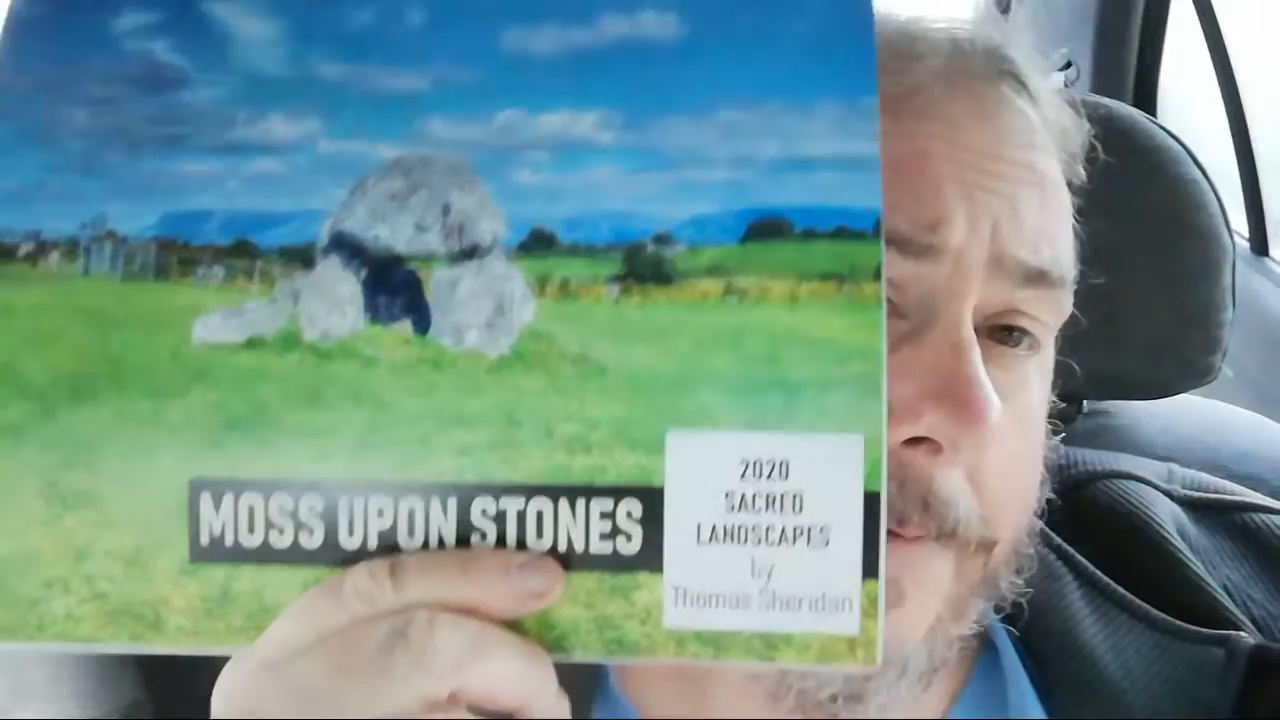 MOSS UPON STONES
2020
SACRED
LANDSCAPES
by
Thomas Sheridan